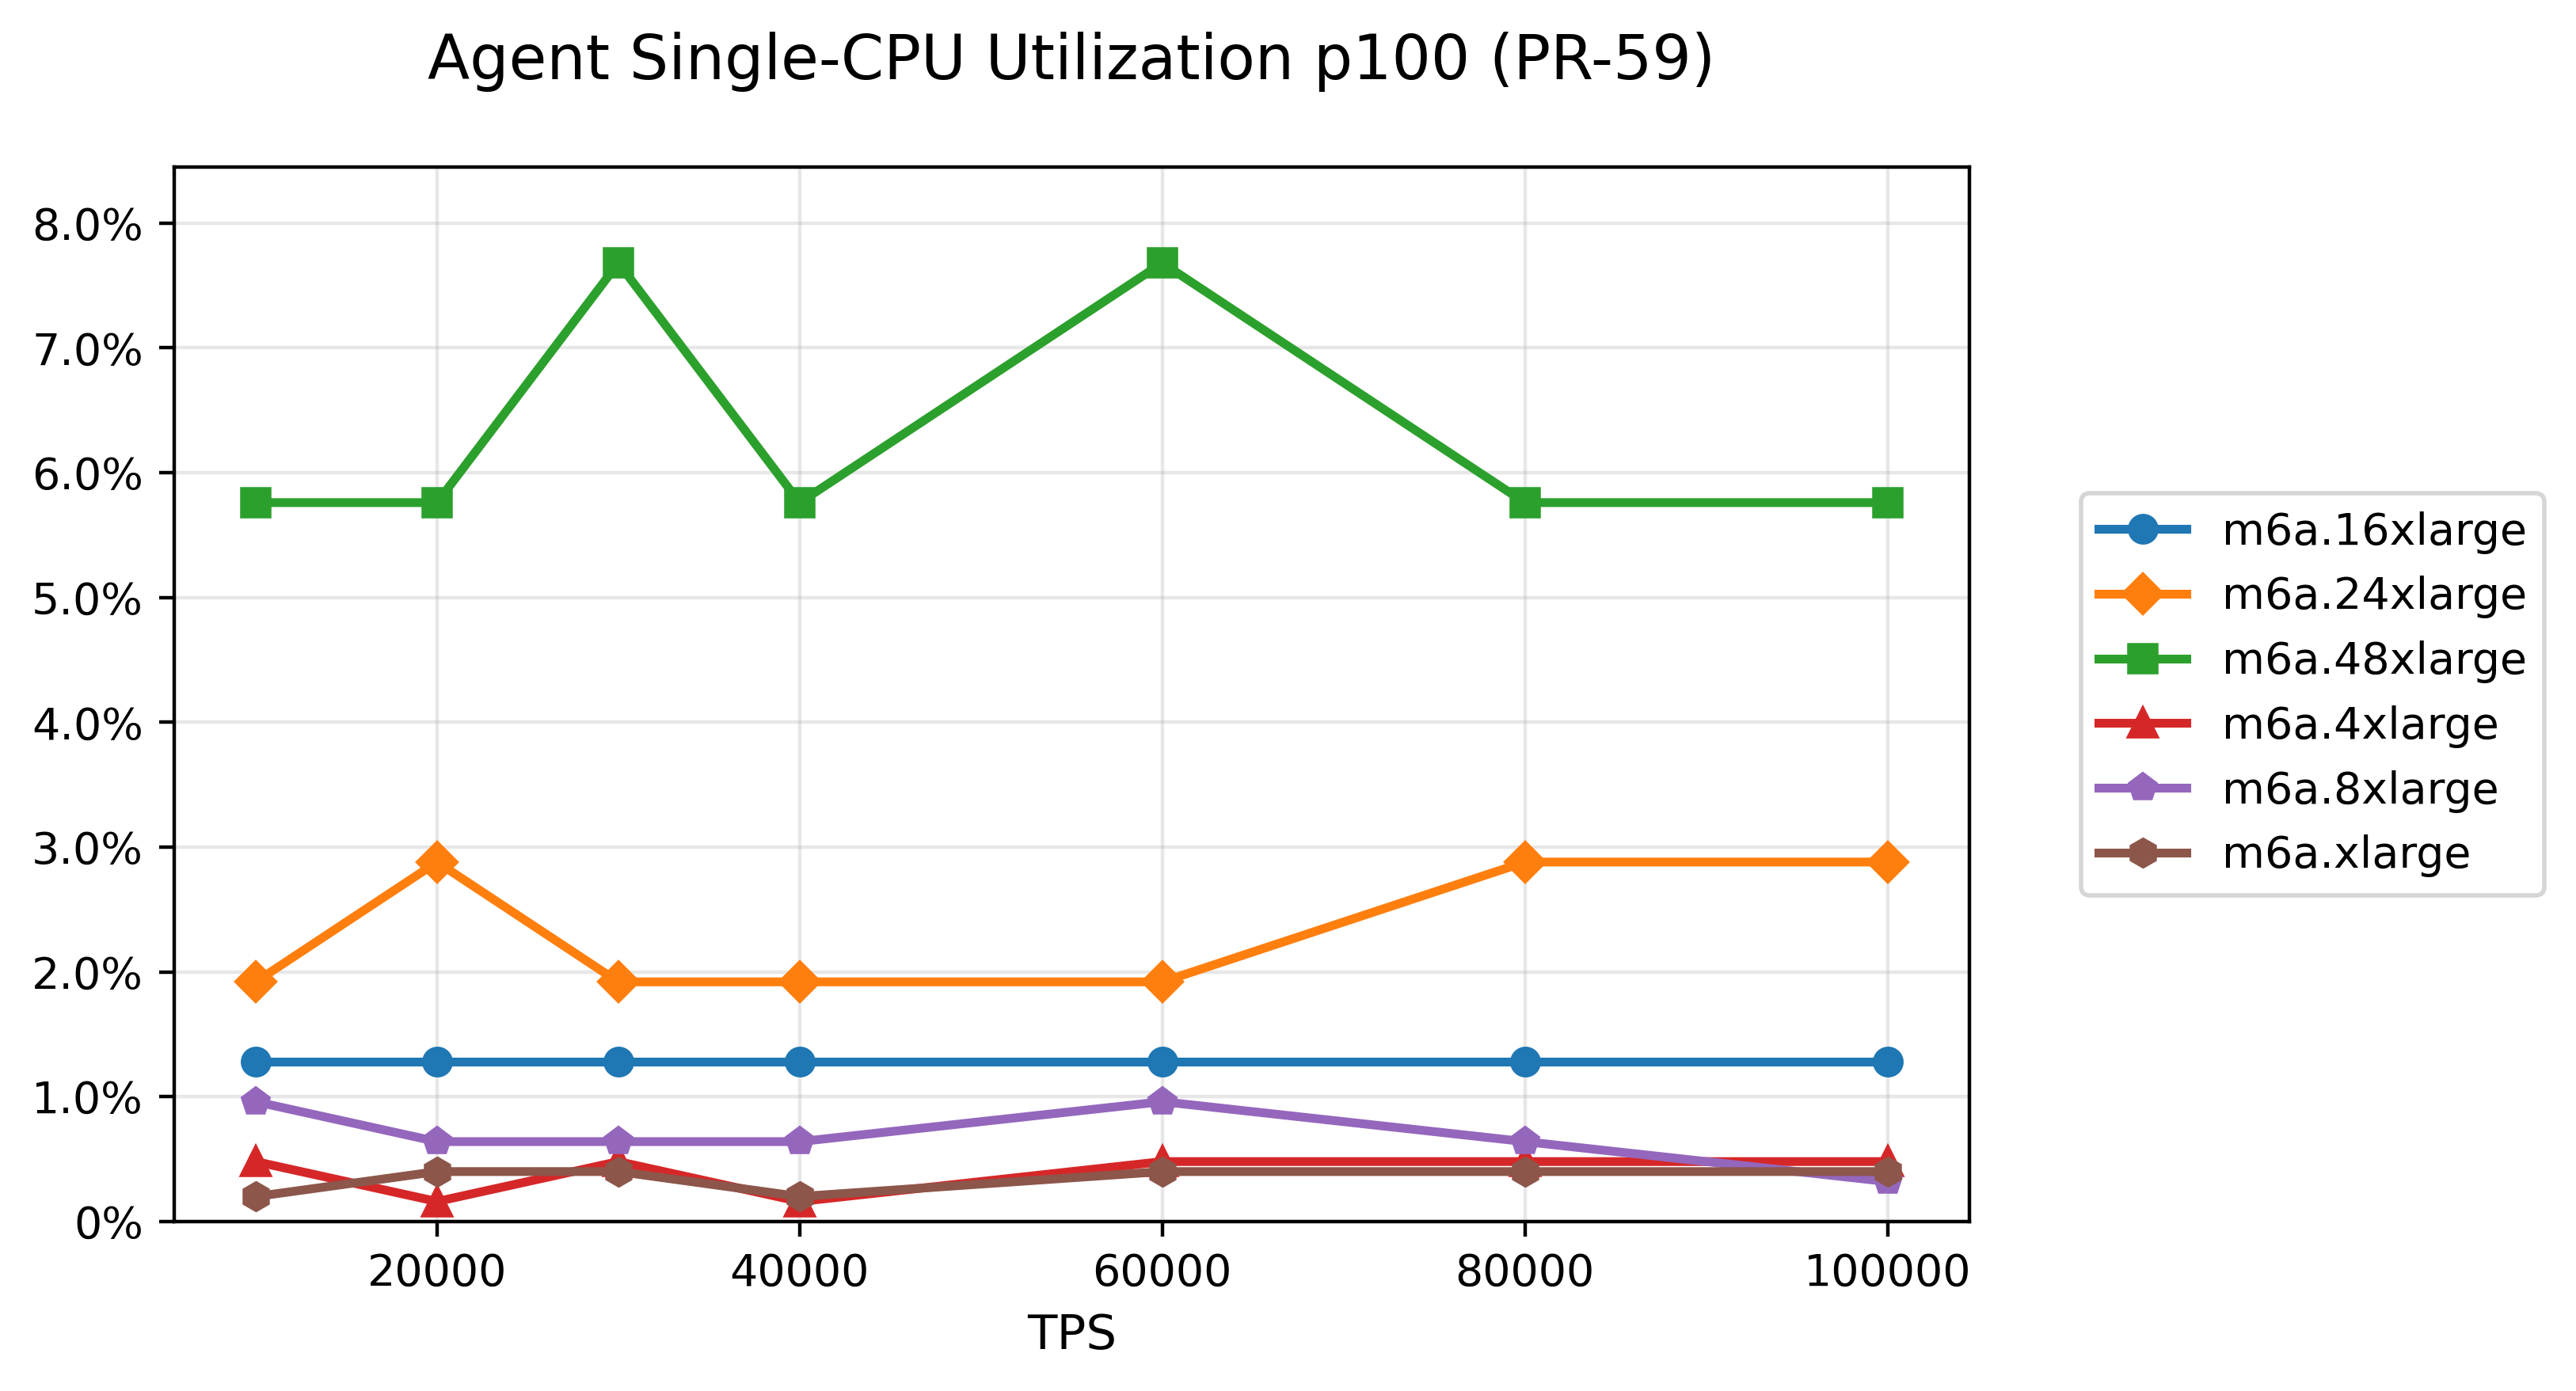 Agent Single-CPU Utilization p100 (PR-59)
8.0%
7.0%
6.0%
5.0%
4.0%
3.0%
2.0%
1.0%
0%
20000 40000 60000 80000 100000
TPS
m6a.16xlarge
m6a.24xlarge
m6a.48xlarge
m6a.4xlarge
m6a.8xlarge
m6a.xlarge